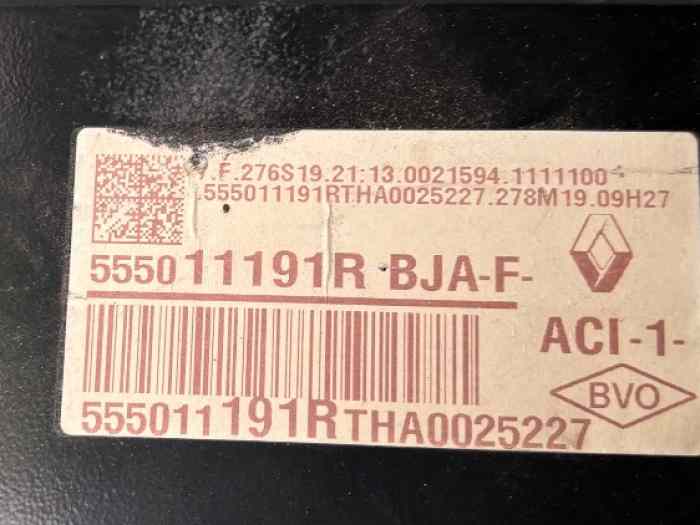 .F.276S19.21:13.0021594.1111100
.555011191RTHA0025227.278M19.09H27
555011191R BJA-F-
ACI-1-
BVO
555011191RTHA0025227